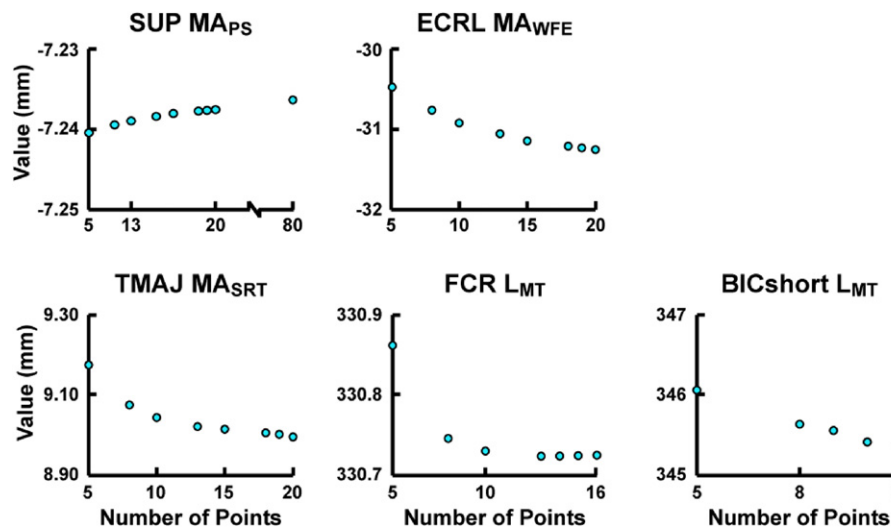 SUP MAPS
ECRL MAWFE
Value (mm)
-7.23
-7.24
-7.25
5 13 20 80
-30
-31
-32
5 10 15 20
TMAJ MASRT
FCR LMT
BICshort LMT
Value (mm)
9.30
9.10
8.90
5 10 15 20
Number of Points
330.9
330.8
330.7
5 10 16
Number of Points
347
346
345
5 8
Number of Points